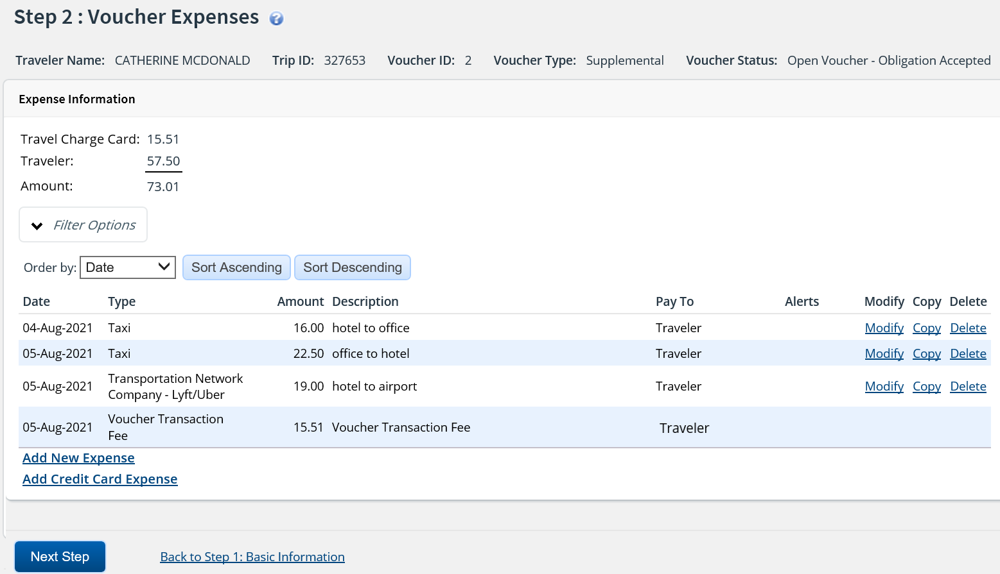 Step 2 : Voucher Expenses ?
Traveler Name: CATHERINE MCDONALD Trip ID: 327653 Voucher ID: 2 Voucher Type: Supplemental Voucher Status: Open Voucher - Obligation Accepted
Expense Information
Travel Charge Card: 15.51
Traveler: 57.50
Amount: 73.01
Filter Options
Order by: Date Sort Ascending Sort Descending
Date Type Amount Description Pay To Alerts Modify Copy Delete
04-Aug-2021 Taxi 16.00 hotel to office Traveler Modify Copy Delete
05-Aug-2021 Taxi 22.50 office to hotel Traveler Modify Copy Delete
05-Aug-2021 Transportation Network Company - Lyft/Uber 19.00 hotel to airport Traveler Modify Copy Delete
05-Aug-2021 Voucher Transaction Fee 15.51 Voucher Transaction Fee Traveler
Add New Expense
Add Credit Card Expense
Next Step Back to Step 1: Basic Information